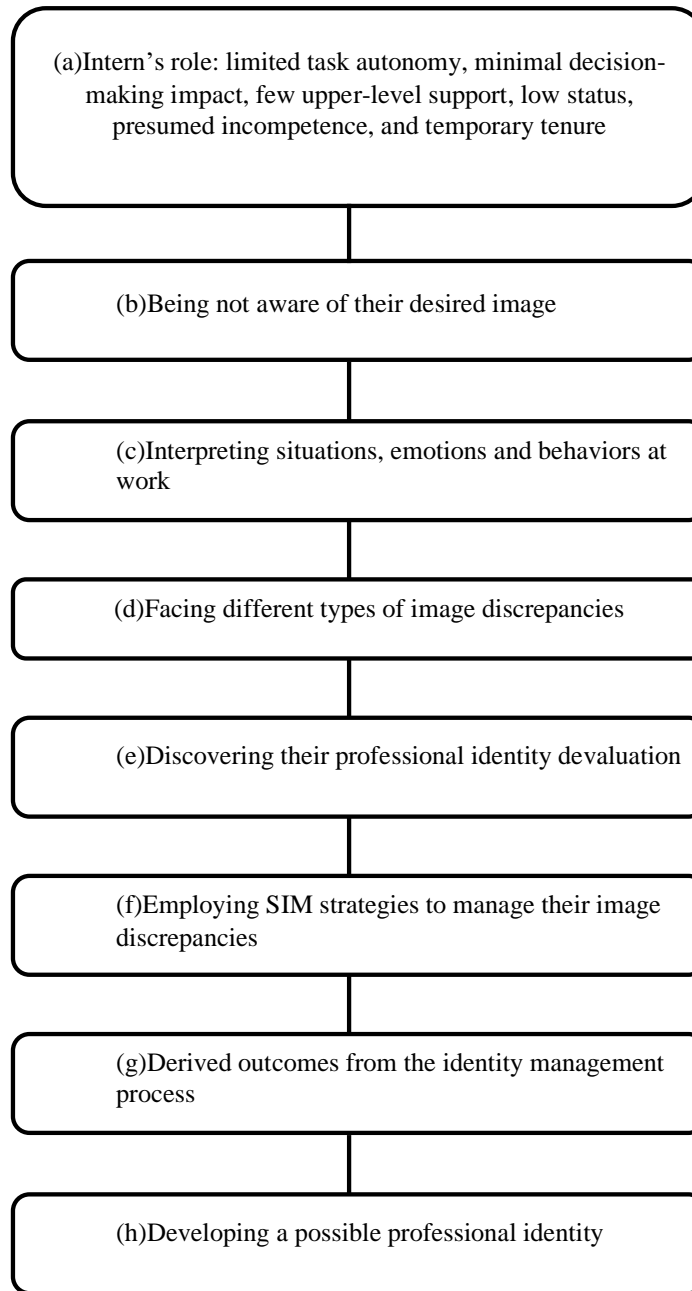 (a)Intern's role: limited task autonomy, minimal decision-
making impact, few upper-level support, low status,
presumed incompetence, and temporary tenure
(b)Being not aware of their desired image
(c)Interpreting situations, emotions and behaviors at
work
(d)Facing different types of image discrepancies
(e)Discovering their professional identity devaluation
(f)Employing SIM strategies to manage their image
discrepancies
(g)Derived outcomes from the identity management
process
(h)Developing a possible professional identity